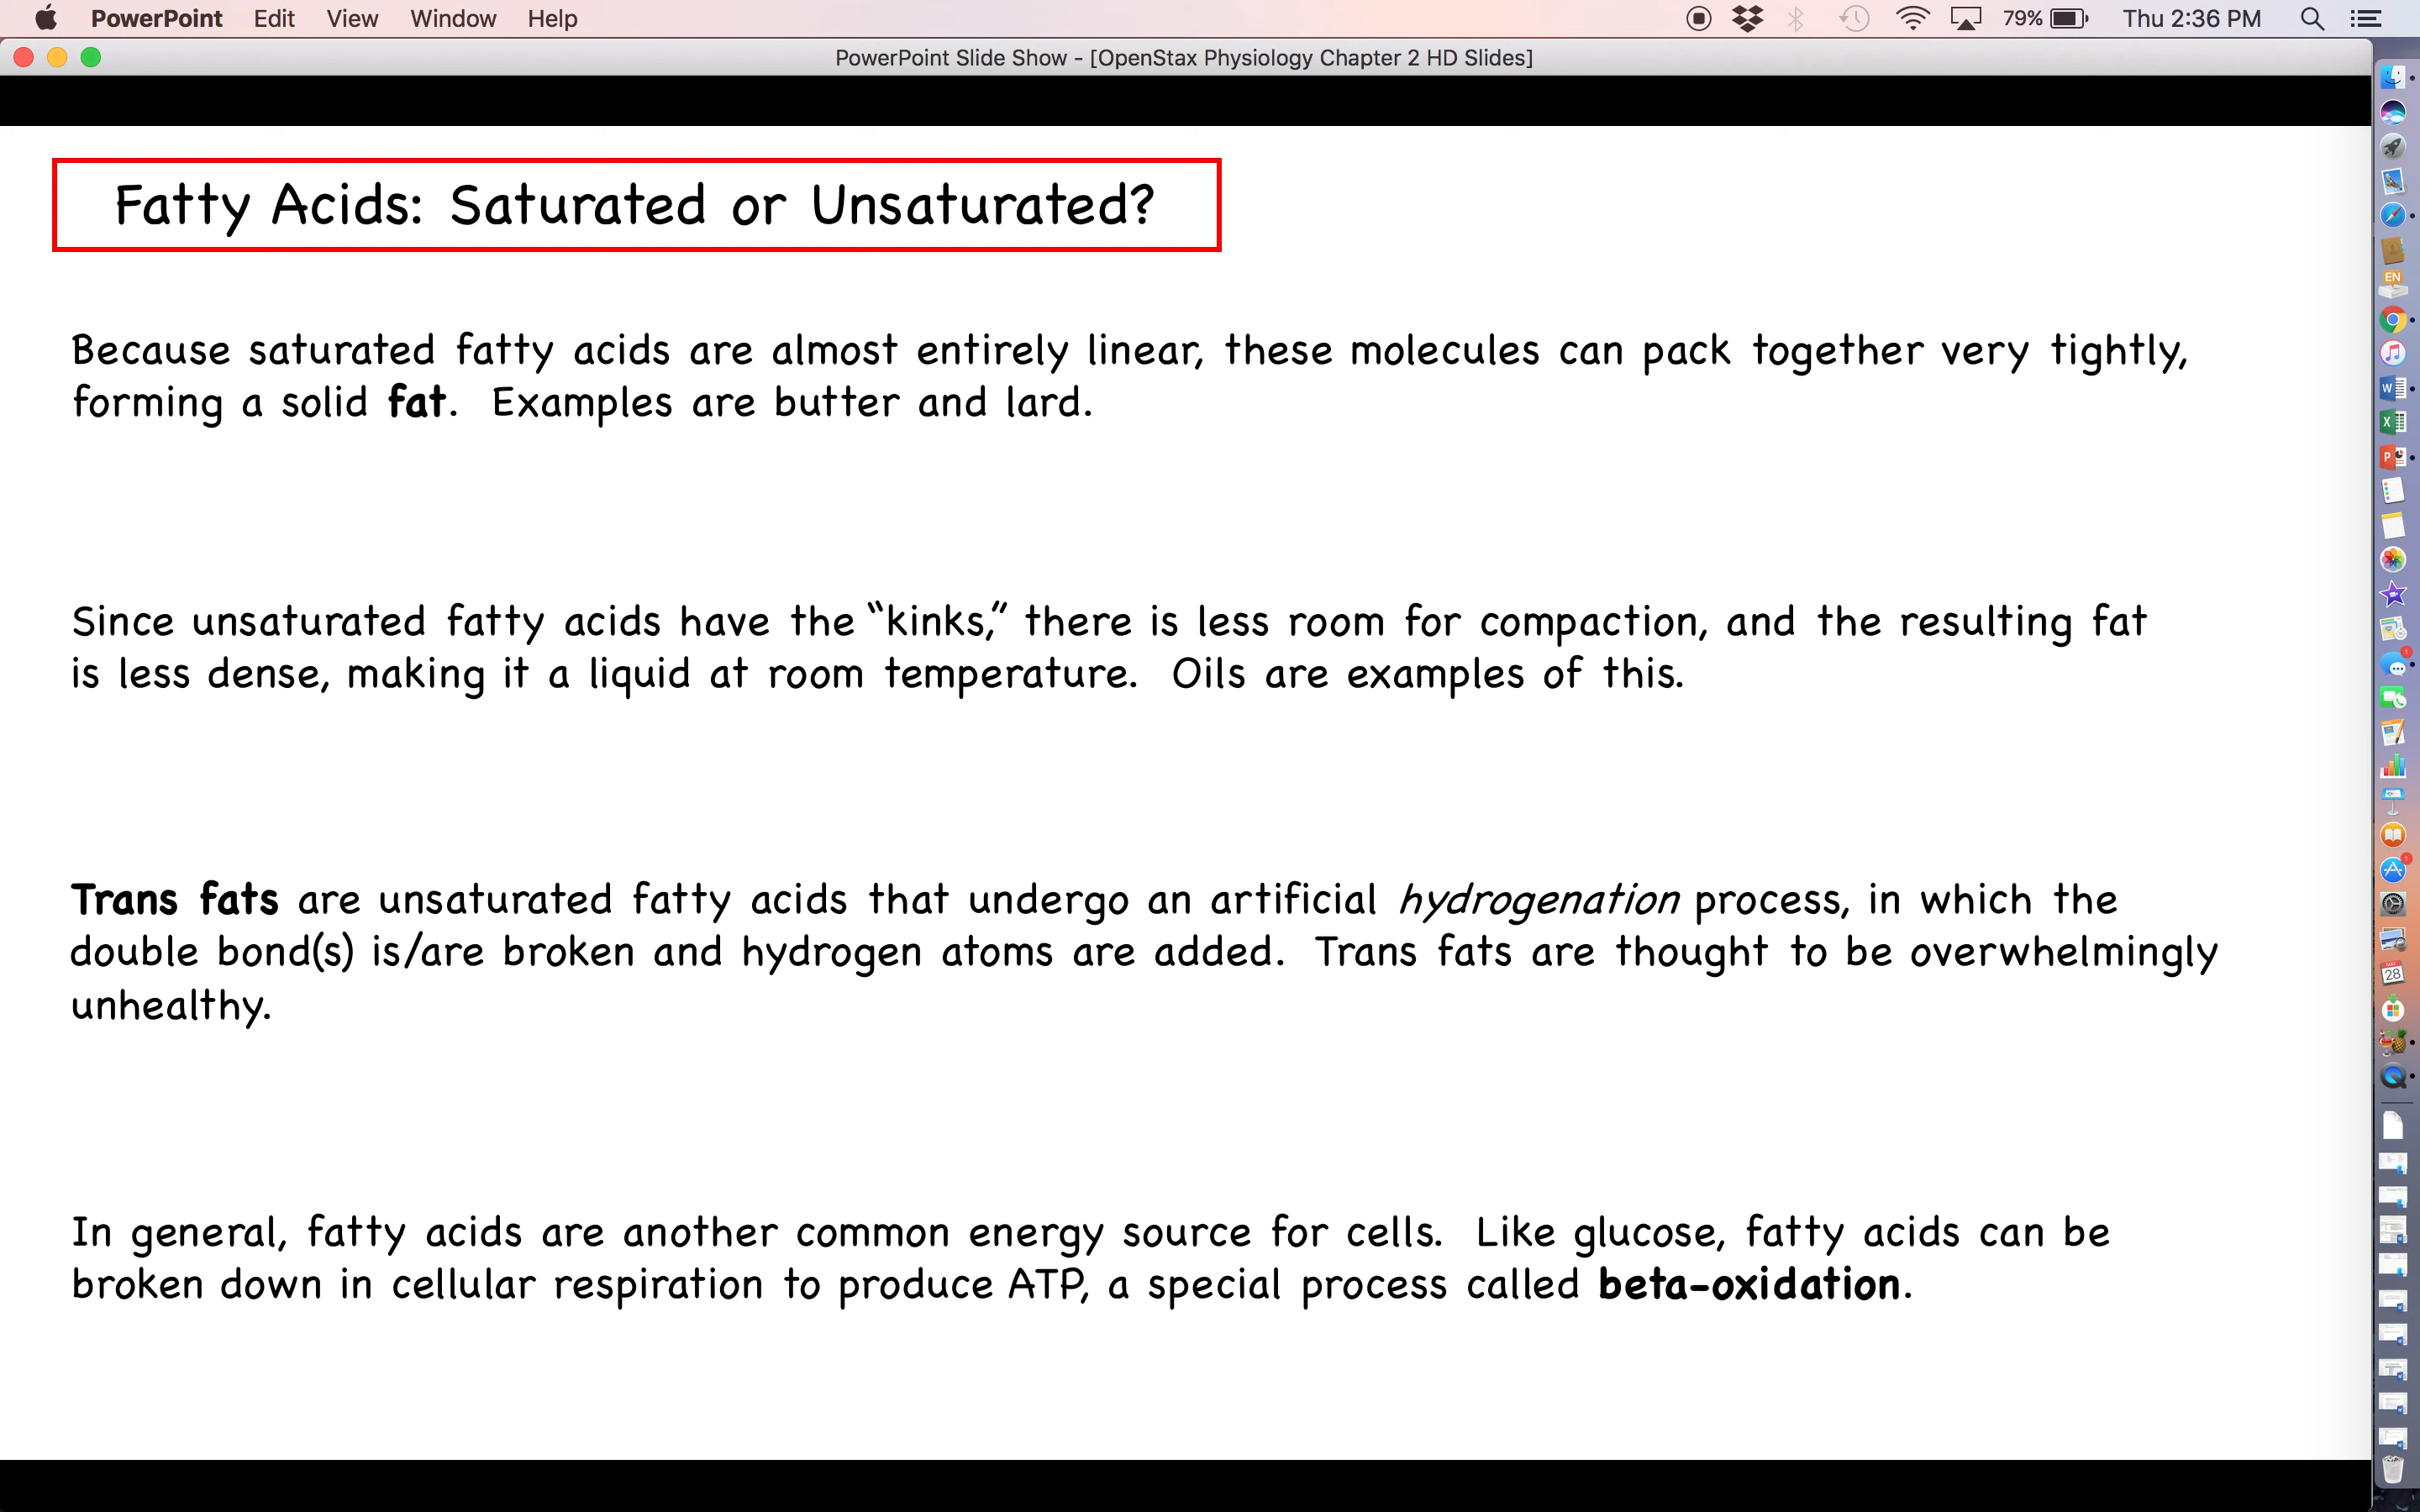 PowerPoint Edit View Window Help 79% Thu 2:36 PM
PowerPoint Slide Show - [OpenStax Physiology Chapter 2 HD Slides]
Fatty Acids: Saturated or Unsaturated?
Because saturated fatty acids are almost entirely linear, these molecules can pack together very tightly,
forming a solid fat. Examples are butter and lard.
Since unsaturated fatty acids have the “kinks,” there is less room for compaction, and the resulting fat
is less dense, making it a liquid at room temperature. Oils are examples of this.
Trans fats are unsaturated fatty acids that undergo an artificial hydrogenation process, in which the
double bond(s) is/are broken and hydrogen atoms are added. Trans fats are thought to be overwhelmingly
unhealthy.
In general, fatty acids are another common energy source for cells. Like glucose, fatty acids can be
broken down in cellular respiration to produce ATP, a special process called beta-oxidation.
EN
W
X
P
1
1
28